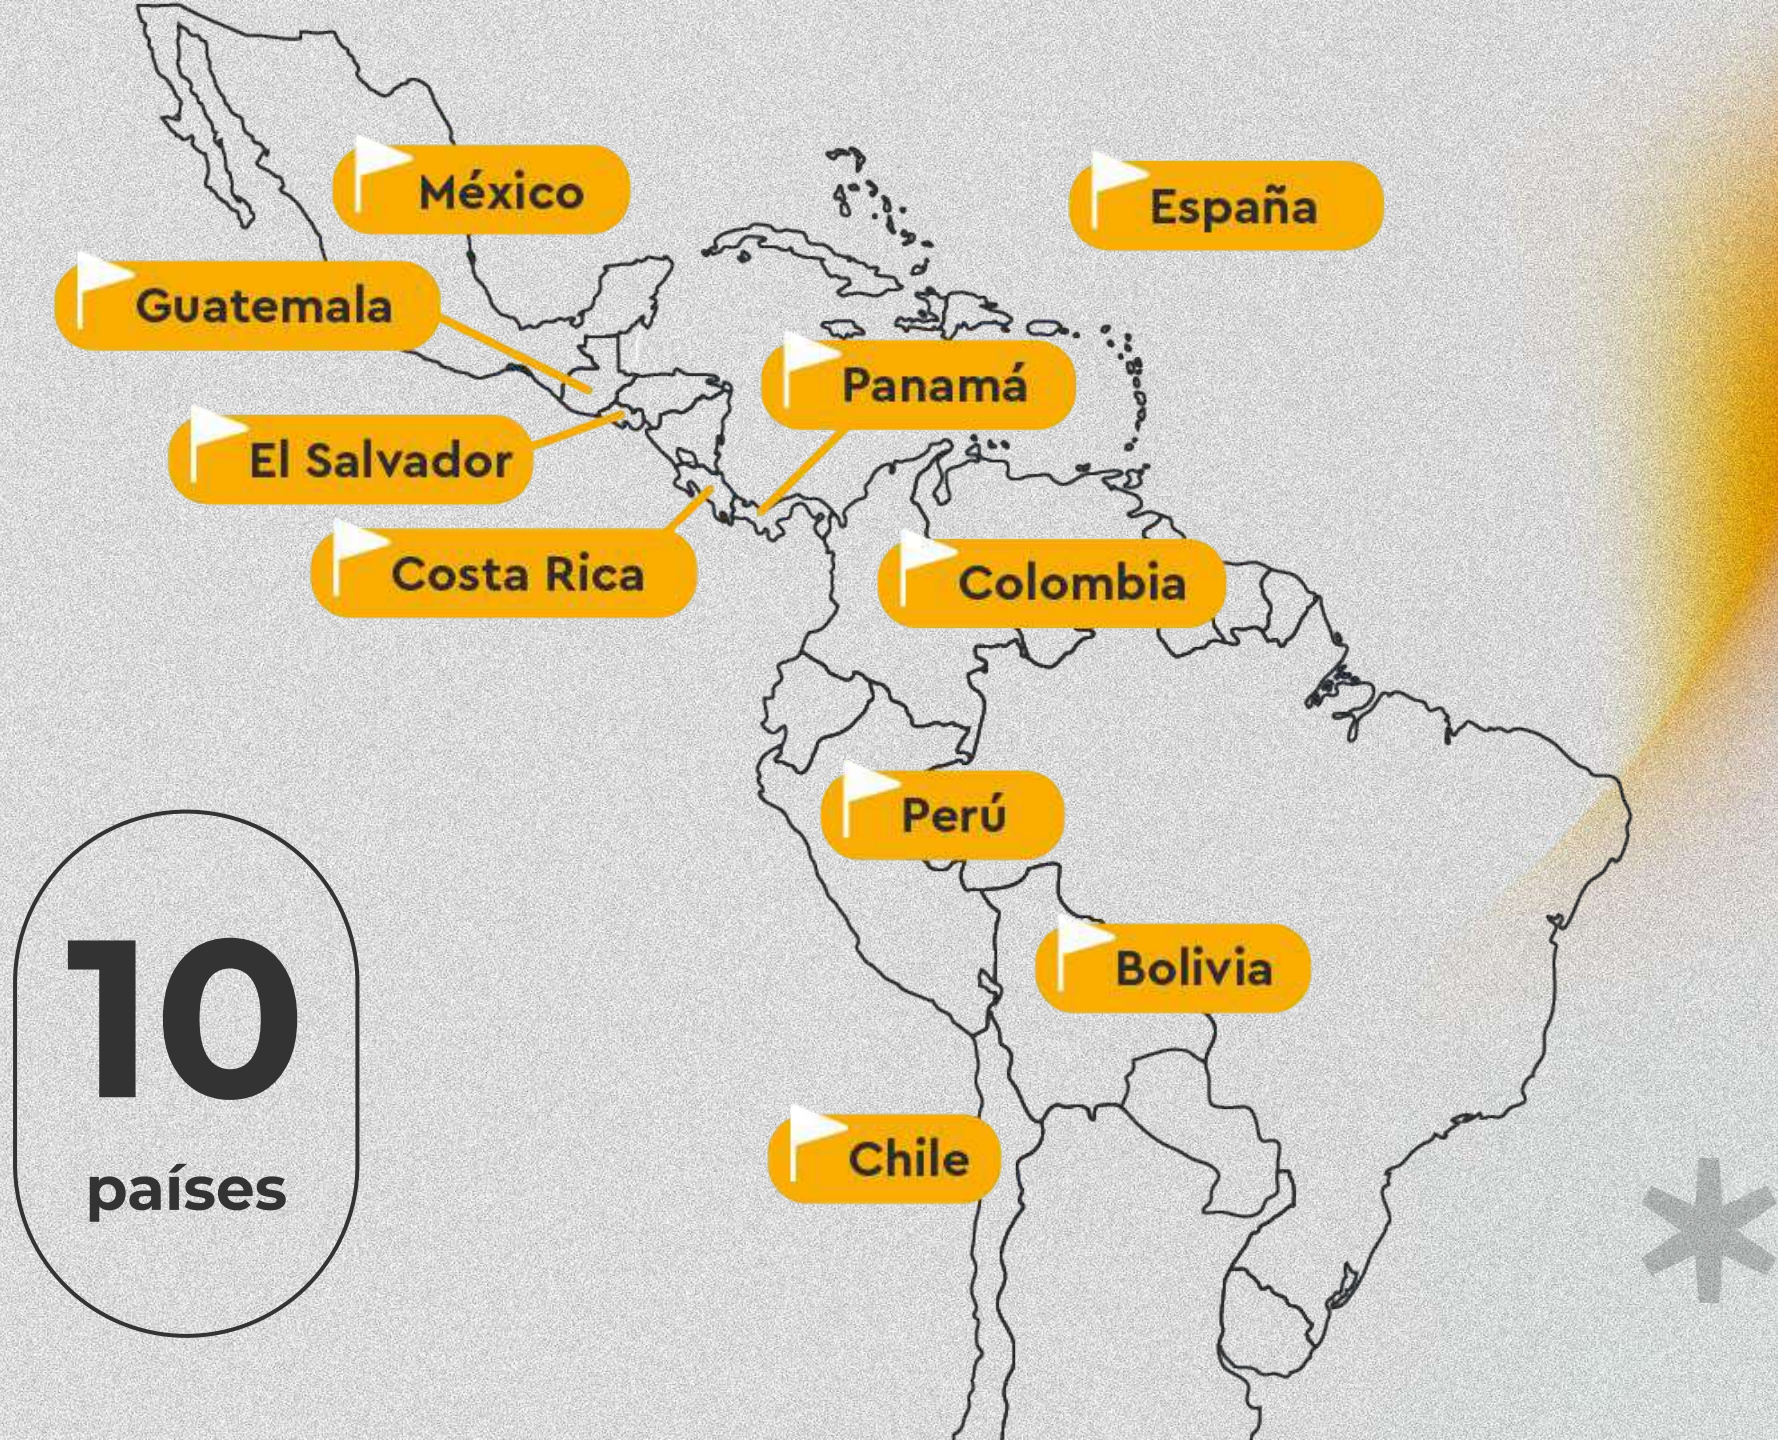 México
España
Guatemala
Panamá
El Salvador
Costa Rica
Colombia
Perú
Bolivia
Chile
10
países